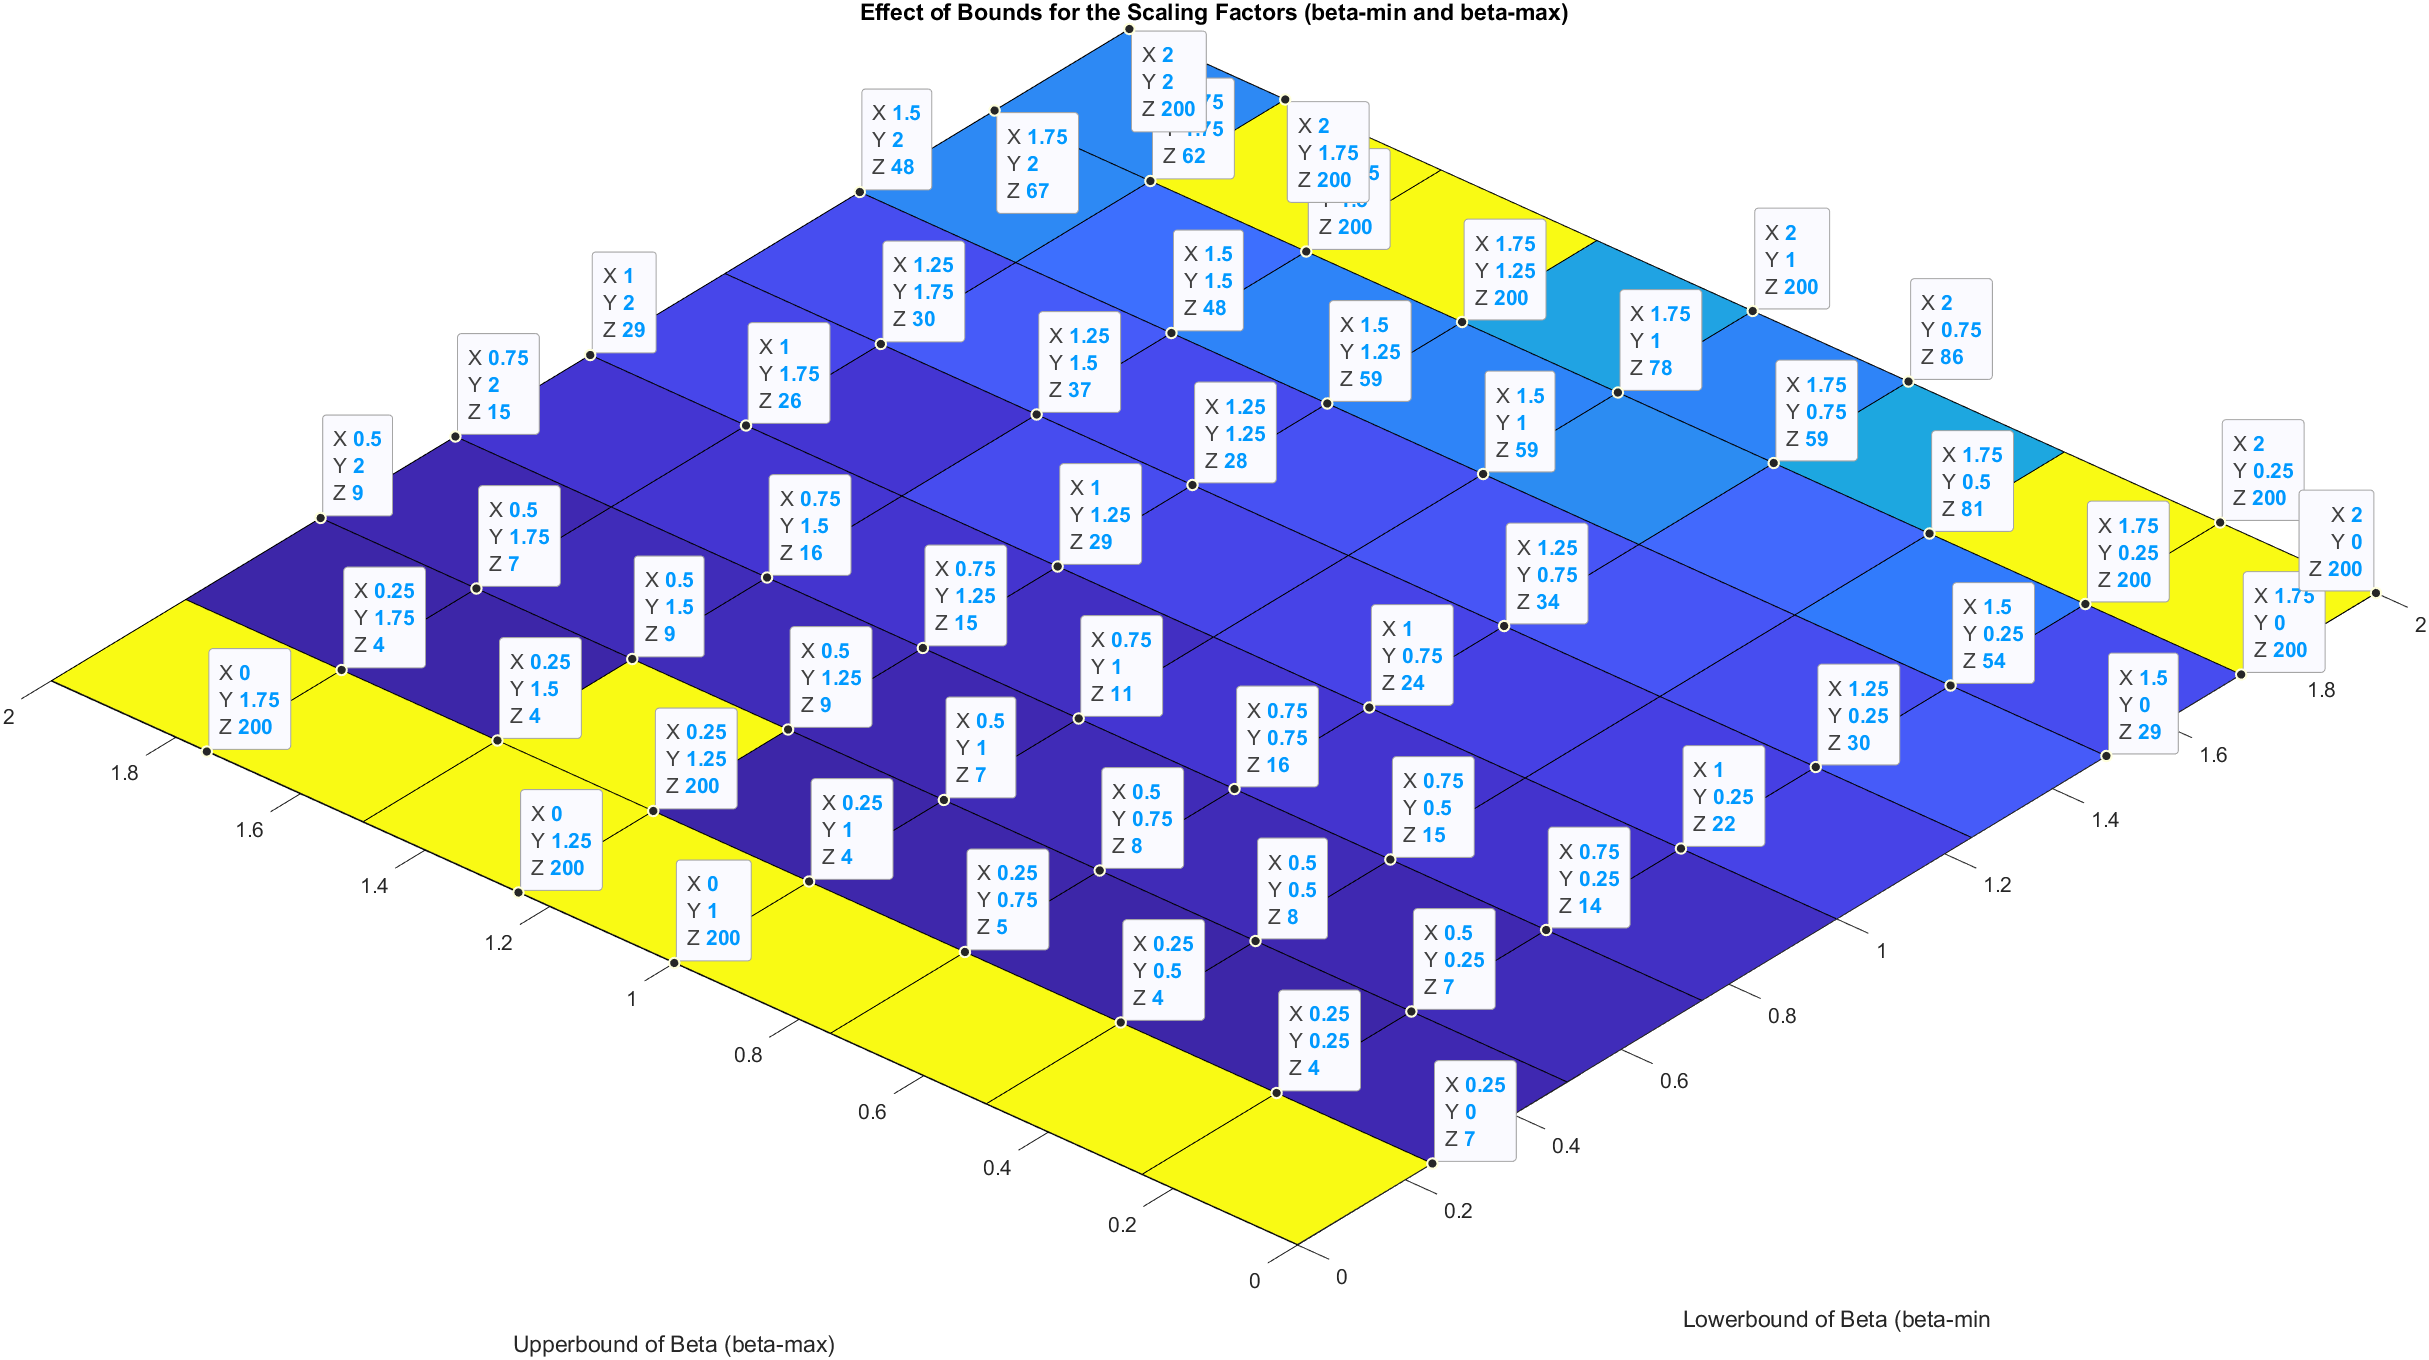 Effect of Bounds for the Scaling Factors (beta-min and beta-max)
X 2
Y 2
Z 200
Z 62
X 1.5
Y 2
Z 48
X 1.75
Y 2
Z 67
X 2
Y 1.75
Z 200
Z 200
X 1.75
Y 1.25
Z 200
X 2
Y 1
Z 200
X 2
Y 0.75
Z 86
X 1
Y 2
Z 29
X 1.25
Y 1.75
Z 30
X 1.5
Y 1.5
Z 48
X 1.5
Y 1.25
Z 59
X 1.75
Y 1
Z 78
X 1.75
Y 0.75
Z 59
X 0.75
Y 2
Z 15
X 1
Y 1.75
Z 26
X 1.25
Y 1.5
Z 37
X 1.25
Y 1.25
Z 28
X 1.5
Y 1
Z 59
X 1.75
Y 0.5
Z 81
X 2
Y 0.25
Z 200
X 2
Y 0
Z 200
X 0.5
Y 2
Z 9
X 0.5
Y 1.75
Z 7
X 0.75
Y 1.5
Z 16
X 1
Y 1.25
Z 29
X 1.25
Y 0.75
Z 34
X 1.75
Y 0.25
Z 200
X 1.75
Y 0
Z 200
X 0.25
Y 1.75
Z 4
X 0.5
Y 1.5
Z 9
X 0.75
Y 1.25
Z 15
X 0.75
Y 1
Z 11
X 1
Y 0.75
Z 24
X 1.5
Y 0.25
Z 54
X 1.5
Y 0
Z 29
X 0
Y 1.75
Z 200
X 0.25
Y 1.5
Z 4
X 0.5
Y 1.25
Z 9
X 0.5
Y 1
Z 7
X 0.75
Y 0.75
Z 16
X 1.25
Y 0.25
Z 30
X 0.25
Y 1.25
Z 200
X 0.25
Y 1
Z 4
X 0.5
Y 0.75
Z 8
X 0.75
Y 0.5
Z 15
X 1
Y 0.25
Z 22
X 0
Y 1.25
Z 200
X 0
Y 1
Z 200
X 0.25
Y 0.75
Z 5
X 0.5
Y 0.5
Z 8
X 0.75
Y 0.25
Z 14
X 0.25
Y 0.5
Z 4
X 0.5
Y 0.25
Z 7
X 0.25
Y 0.25
Z 4
X 0.25
Y 0
Z 7
2
1.8
1.6
1.4
1.2
1
0.8
0.6
0.4
0.2
0
0
0.2
0.4
0.6
0.8
1
1.2
1.4
1.6
1.8
2
Upperbound of Beta (beta-max)
Lowerbound of Beta (beta-min